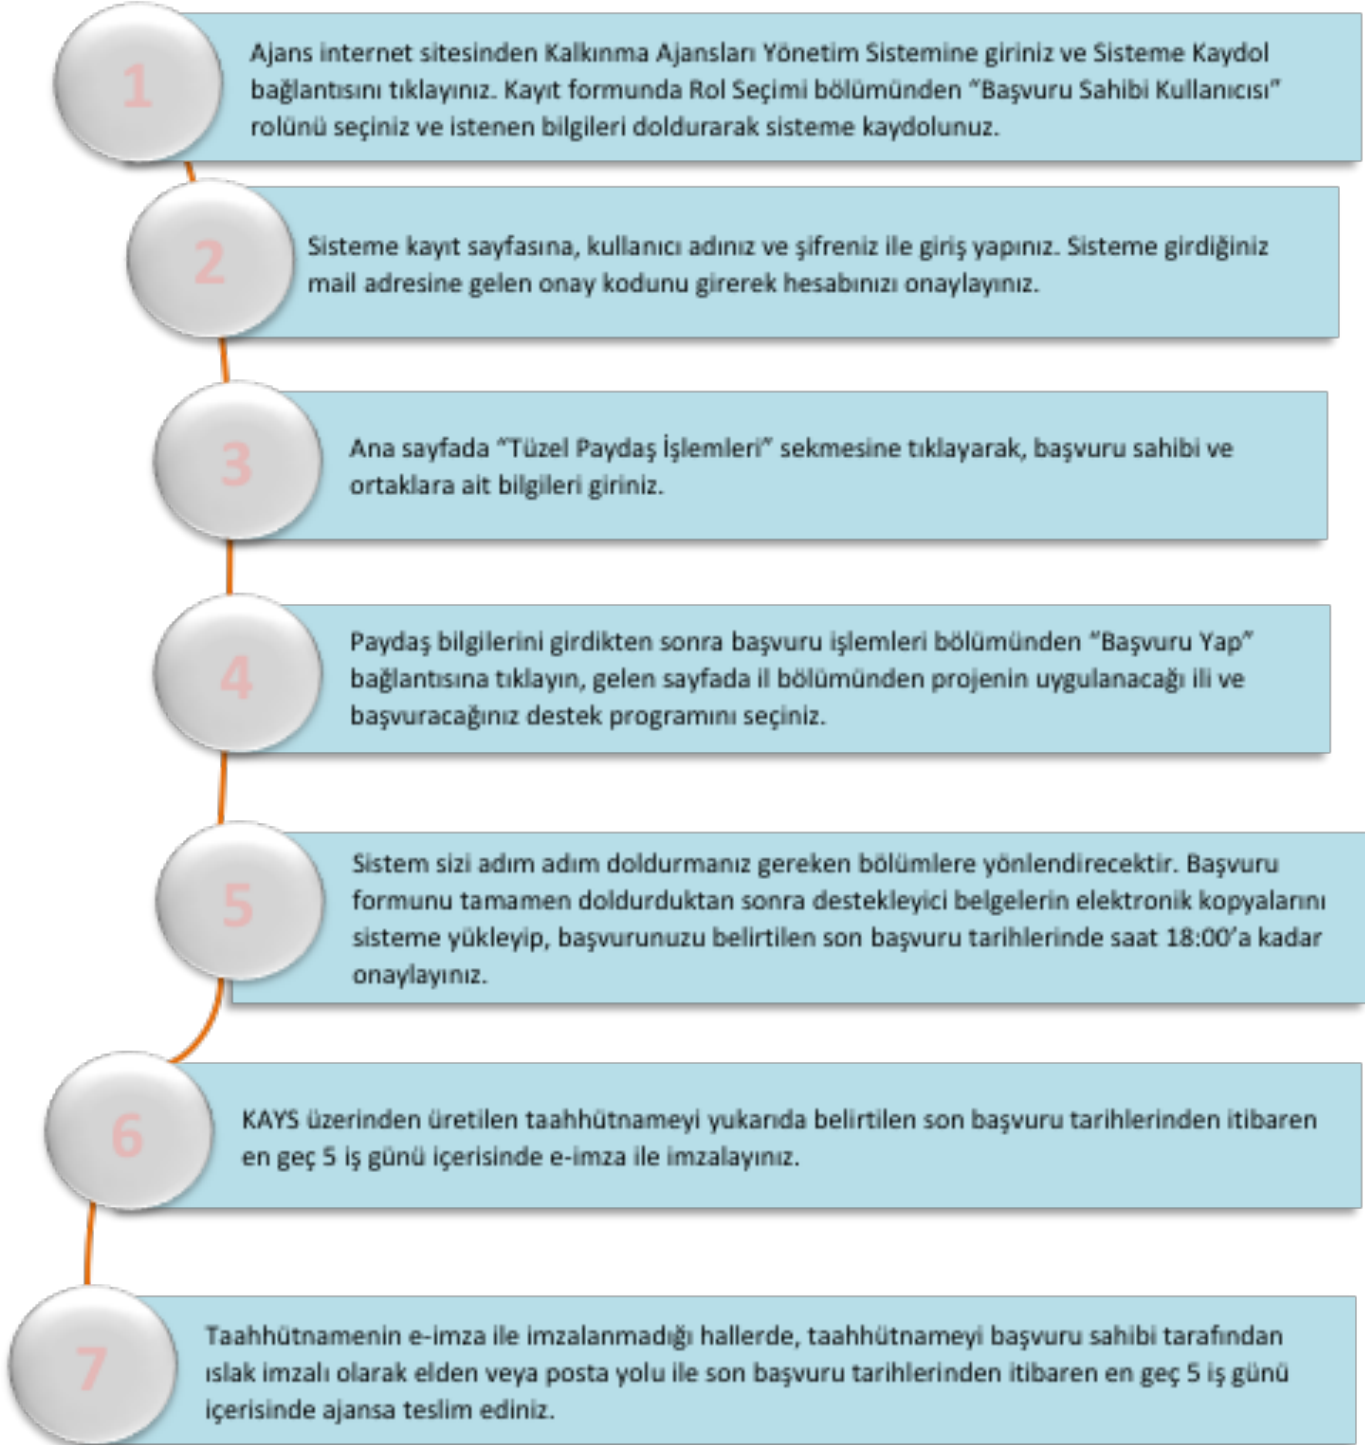 1
Ajans internet sitesinden Kalkınma Ajansları Yönetim Sistemine giriniz ve Sisteme Kaydol
bağlantısını tıklayınız. Kayıt formunda Rol Seçimi bölümünden “Başvuru Sahibi Kullanıcısı”
rolünü seçiniz ve istenen bilgileri doldurarak sisteme kaydolunuz.
2
Sisteme kayıt sayfasına, kullanıcı adınız ve şifreniz ile giriş yapınız. Sisteme girdiğiniz
mail adresine gelen onay kodunu girerek hesabınızı onaylayınız.
3
Ana sayfada “Tüzel Paydaş İşlemleri” sekmesine tıklayarak, başvuru sahibi ve
ortaklara ait bilgileri giriniz.
4
Paydaş bilgilerini girdikten sonra başvuru işlemleri bölümünden “Başvuru Yap”
bağlantısına tıklayın, gelen sayfada il bölümünden projenin uygulanacağı ili ve
başvuracağınız destek programını seçiniz.
5
Sistem sizi adım adım doldurmanız gereken bölümlere yönlendirecektir. Başvuru
formunu tamamen doldurduktan sonra destekleyici belgelerin elektronik kopyalarını
sisteme yükleyip, başvurunuzu belirtilen son başvuru tarihlerinde saat 18:00’a kadar
onaylayınız.
6
KAYS üzerinden üretilen taahhütnameyi yukarıda belirtilen son başvuru tarihlerinden itibaren
en geç 5 iş günü içerisinde e-imza ile imzalayınız.
7
Taahhütnamenin e-imza ile imzalanmadığı hallerde, taahhütnameyi başvuru sahibi tarafından
ıslak imzalı olarak elden veya posta yolu ile son başvuru tarihlerinden itibaren en geç 5 iş günü
içerisinde ajansa teslim ediniz.